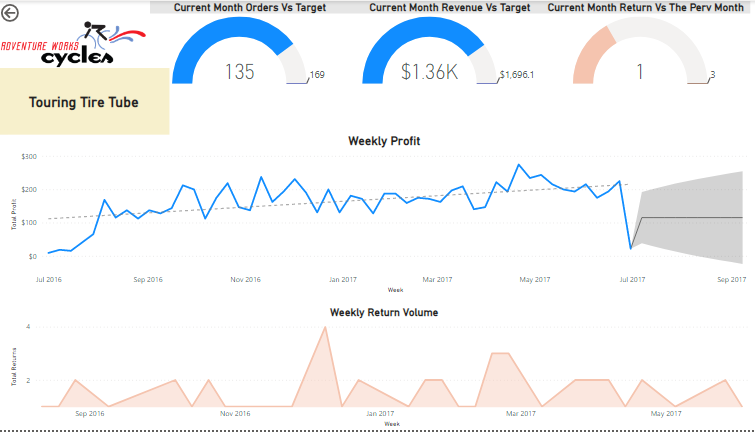 Current Month Orders Vs Target
Current Month Revenue Vs Target
Current Month Return Vs The Perv Month
ADVENTURE WORKS
cycles
135
169
$1.36K
$1,696.1
1
3
Touring Tire Tube
Weekly Profit
Total Profit
$300
$200
$100
$0
Jul 2016
Sep 2016
Nov 2016
Jan 2017
Mar 2017
May 2017
Jul 2017
Sep 2017
Week
Weekly Return Volume
Total Returns
4
2
Sep 2016
Nov 2016
Jan 2017
Mar 2017
May 2017
Week